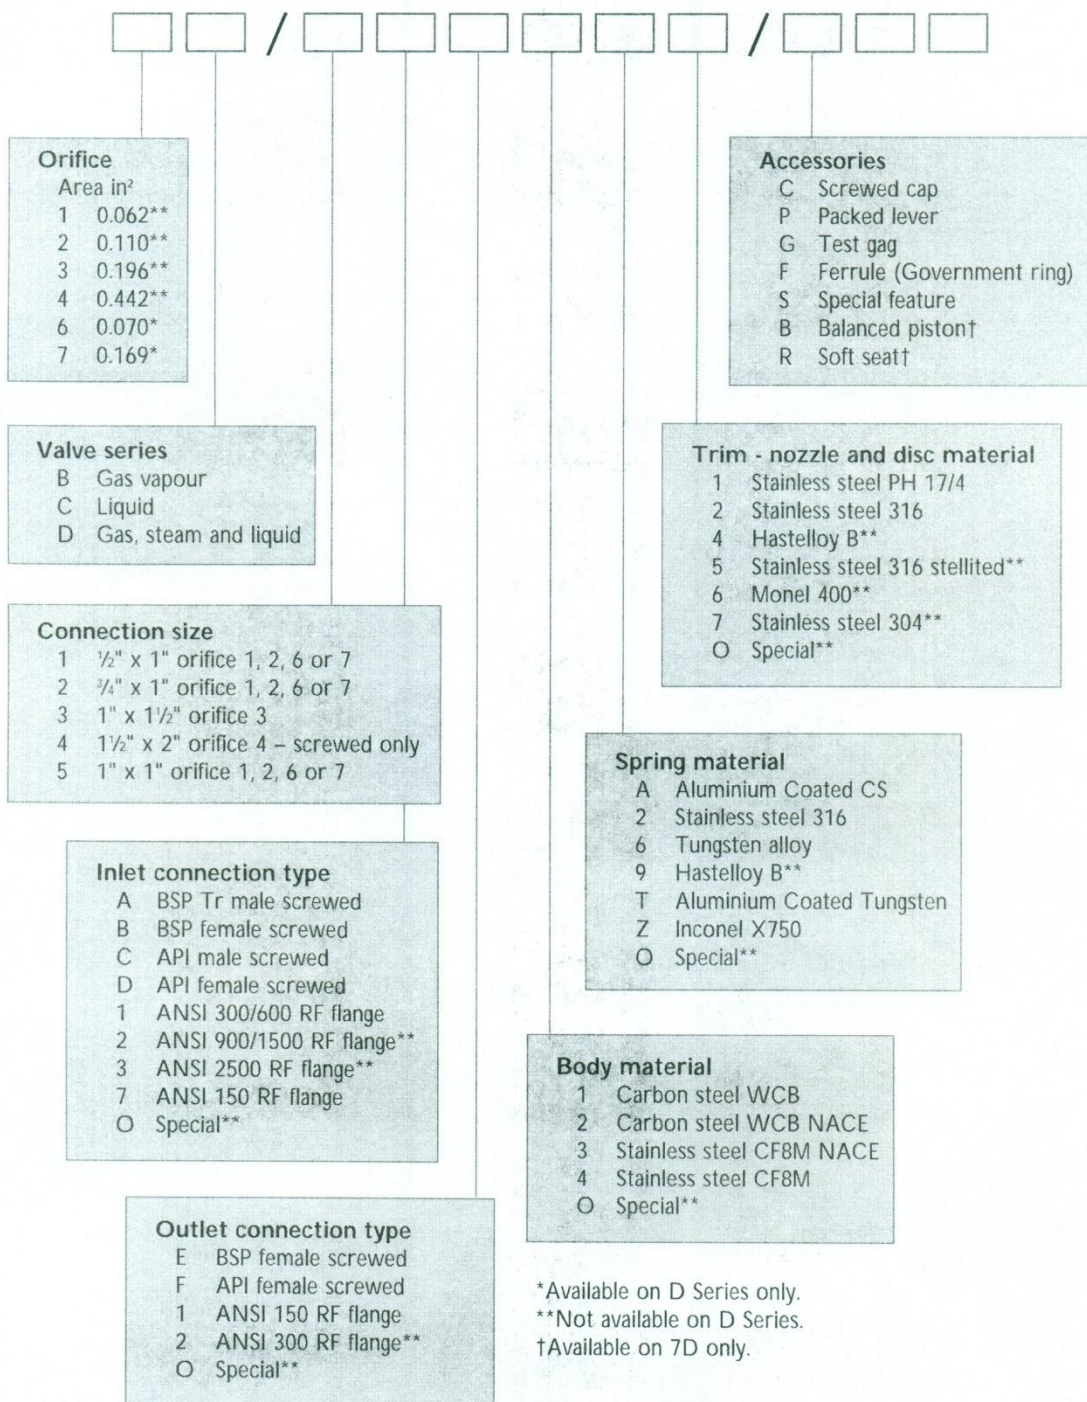 / /
Orifice
Area in²
1 0.062**
2 0.110**
3 0.196**
4 0.442**
6 0.070*
7 0.169*
Valve series
B Gas vapour
C Liquid
D Gas, steam and liquid
Connection size
1 ½" x 1" orifice 1, 2, 6 or 7
2 ¾" x 1" orifice 1, 2, 6 or 7
3 1" x 1½" orifice 3
4 1½" x 2" orifice 4 – screwed only
5 1" x 1" orifice 1, 2, 6 or 7
Inlet connection type
A BSP Tr male screwed
B BSP female screwed
C API male screwed
D API female screwed
1 ANSI 300/600 RF flange
2 ANSI 900/1500 RF flange**
3 ANSI 2500 RF flange**
7 ANSI 150 RF flange
O Special**
Outlet connection type
E BSP female screwed
F API female screwed
1 ANSI 150 RF flange
2 ANSI 300 RF flange**
O Special**
Accessories
C Screwed cap
P Packed lever
G Test gag
F Ferrule (Government ring)
S Special feature
B Balanced piston†
R Soft seat†
Trim - nozzle and disc material
1 Stainless steel PH 17/4
2 Stainless steel 316
4 Hastelloy B**
5 Stainless steel 316 stellited**
6 Monel 400**
7 Stainless steel 304**
O Special**
Spring material
A Aluminium Coated CS
2 Stainless steel 316
6 Tungsten alloy
9 Hastelloy B**
T Aluminium Coated Tungsten
Z Inconel X750
O Special**
Body material
1 Carbon steel WCB
2 Carbon steel WCB NACE
3 Stainless steel CF8M NACE
4 Stainless steel CF8M
O Special**
*Available on D Series only.
**Not available on D Series.
†Available on 7D only.